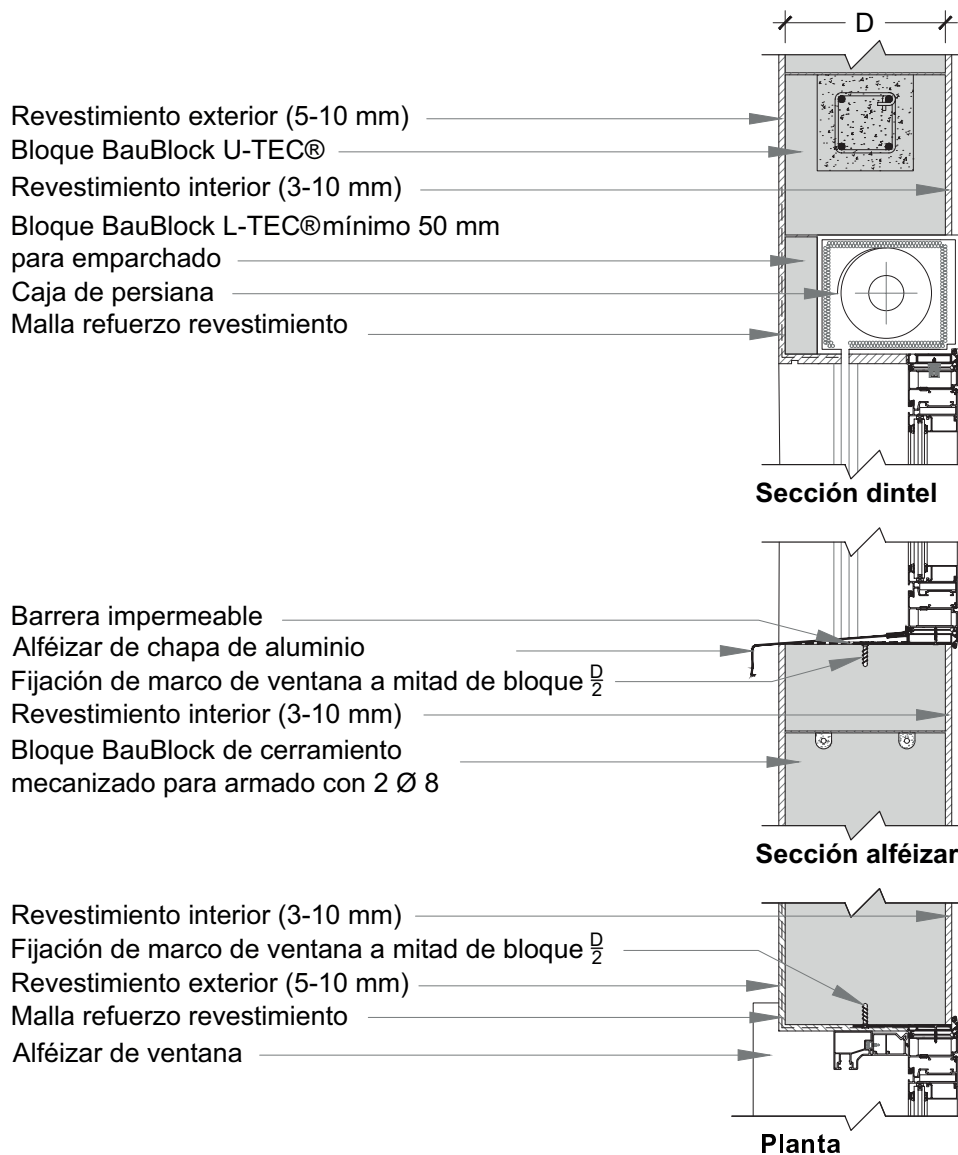 D
Revestimiento exterior (5-10 mm)
Bloque BauBlock U-TEC®
Revestimiento interior (3-10 mm)
Bloque BauBlock L-TEC®mínimo 50 mm
para emparchado
Caja de persiana
Malla refuerzo revestimiento
Sección dintel
Barrera impermeable
Alféizar de chapa de aluminio
Fijación de marco de ventana a mitad de bloque D/2
Revestimiento interior (3-10 mm)
Bloque BauBlock de cerramiento
mecanizado para armado con 2 Ø 8
Sección alféizar
Revestimiento interior (3-10 mm)
Fijación de marco de ventana a mitad de bloque D/2
Revestimiento exterior (5-10 mm)
Malla refuerzo revestimiento
Alféizar de ventana
Planta